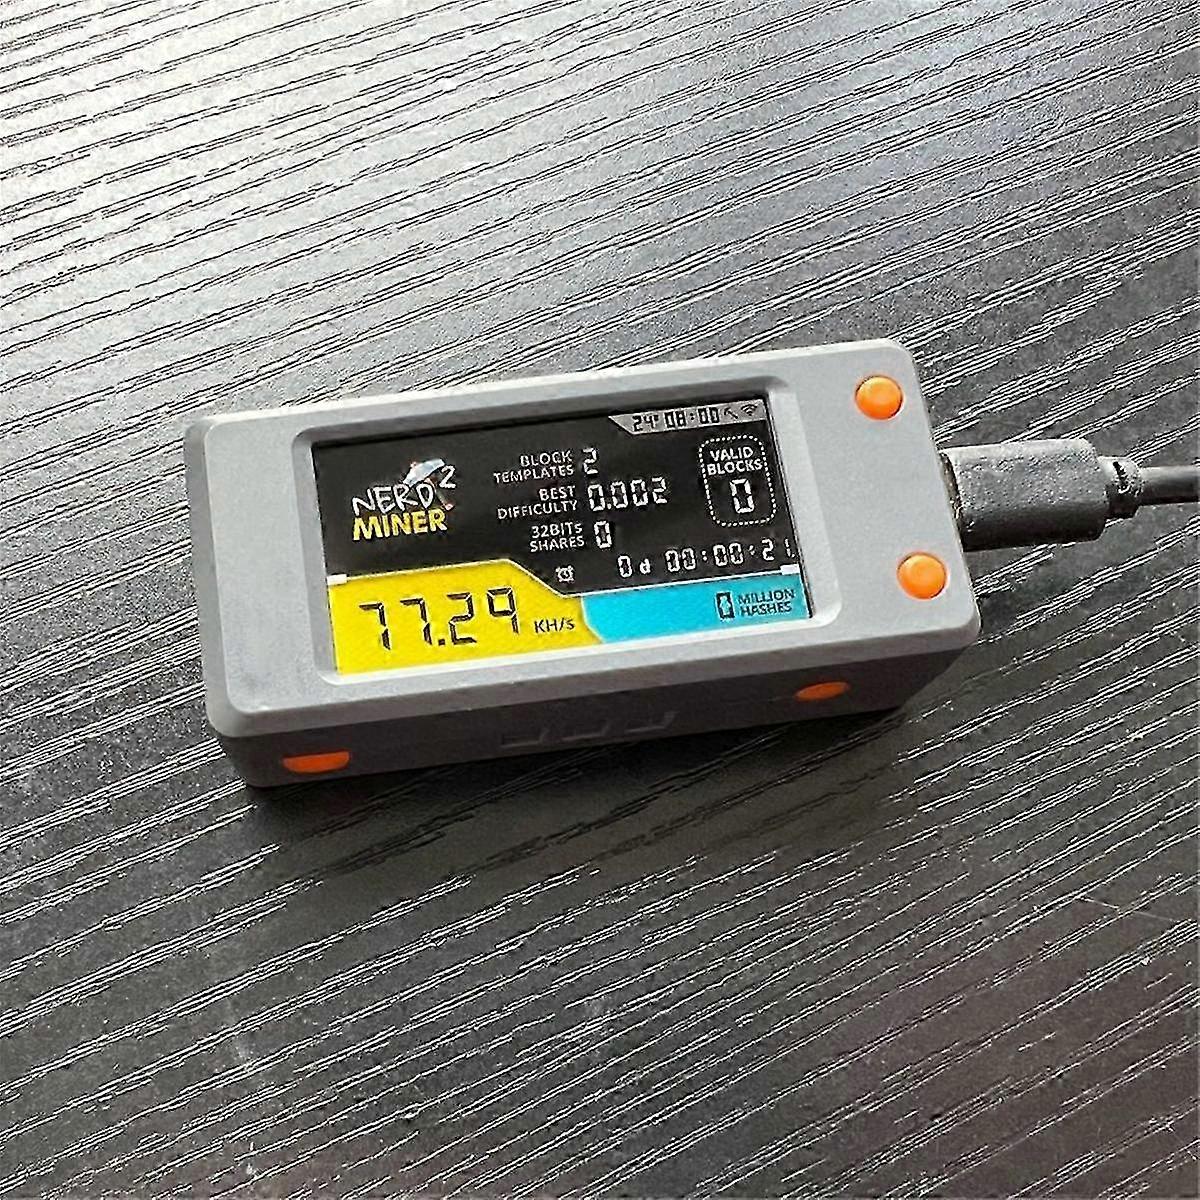 24° 08:00
NERD 2
MINER
BLOCK
TEMPLATES 2
BEST
DIFFICULTY 0.002
32BITS
SHARES 0
VALID
BLOCKS
0
0 d 00:00:21
77.29 KH/s
0 MILLION
HASHES